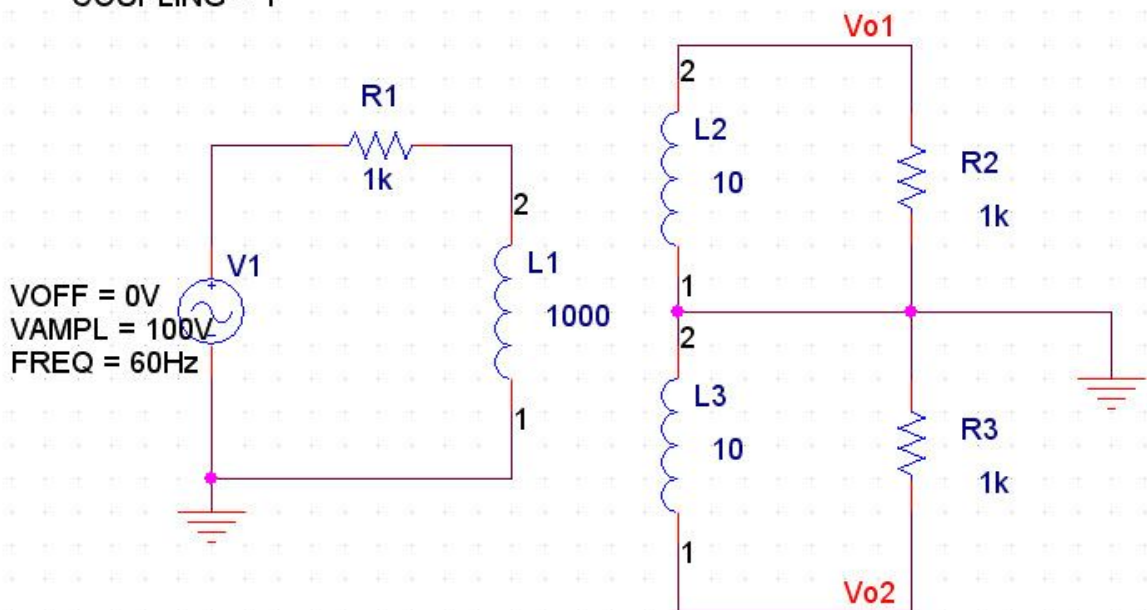 Vo1
2
R1
L2
1k
10
R2
1k
2
V1
L1
1
VOFF = 0V
1000
VAMPL = 100V
2
FREQ = 60Hz
L3
1
R3
10
1k
1
Vo2